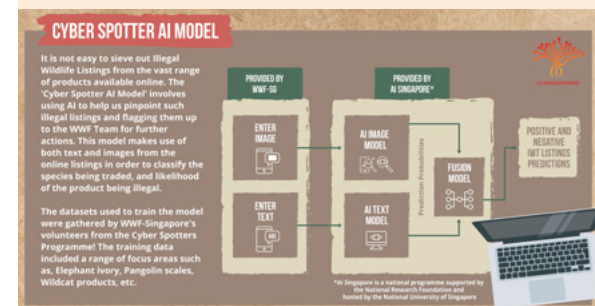 CYBER SPOTTER AI MODEL
It is not easy to sieve out Illegal
Wildlife Listings from the vast range
of products available online. The
'Cyber Spotter AI Model' involves
using AI to help us pinpoint such
illegal listings and flagging them up
to the WWF Team for further
actions. This model makes use of
both text and images from the
online listings in order to classify the
species being traded, and likelihood
of the product being illegal.
The datasets used to train the model
were gathered by WWF-Singapore's
volunteers from the Cyber Spotters
Programme! The training data
included a range of focus areas such
as, Elephant ivory, Pangolin scales,
Wildcat products, etc.
PROVIDED BY
WWF-SG
ENTER
IMAGE
ENTER
TEXT
PROVIDED BY
AI SINGAPORE*
AI IMAGE
MODEL
AI TEXT
MODEL
Prediction Probabilities
FUSION
MODEL
AI SINGAPORE
POSITIVE AND
NEGATIVE
IWT LISTINGS
PREDICTIONS
*AI Singapore is a national programme supported by
the National Research Foundation and
hosted by the National University of Singapore